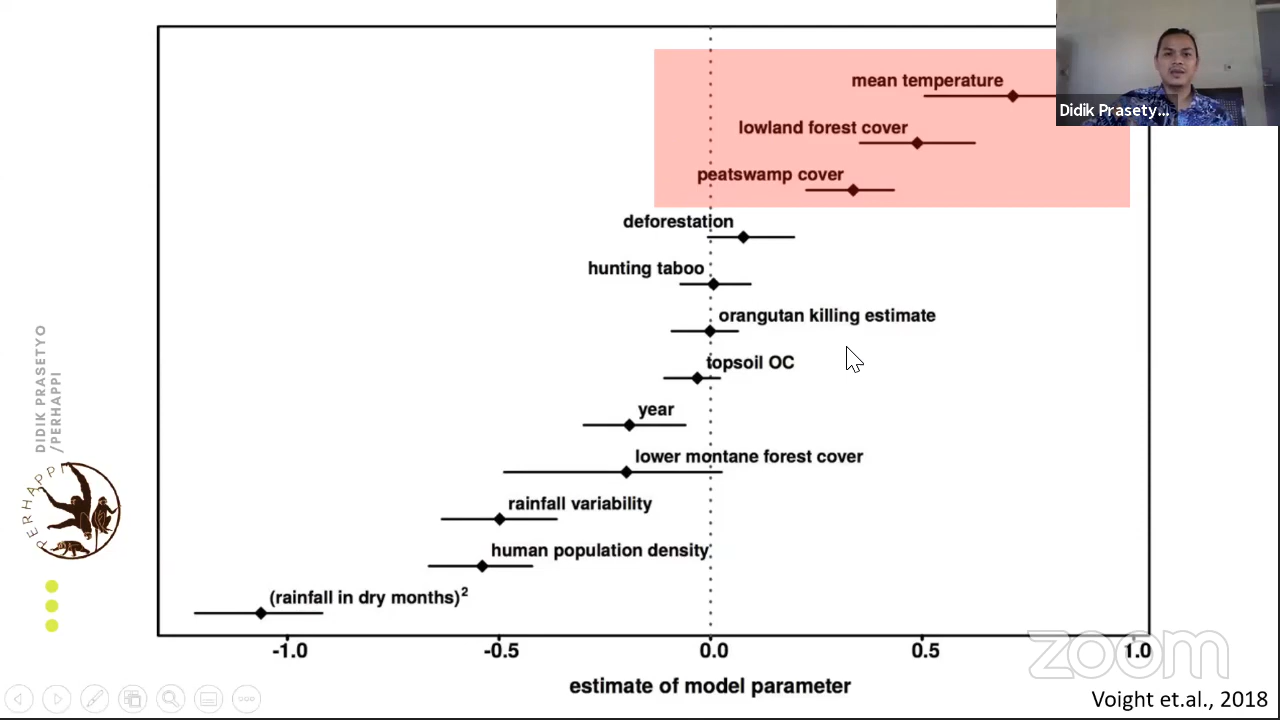 mean temperature
Didik Prasety...
lowland forest cover
peatswamp cover
deforestation
hunting taboo
orangutan killing estimate
topsoil OC
year
lower montane forest cover
rainfall variability
human population density
(rainfall in dry months)²
-1.0 -0.5 0.0 0.5 1.0
estimate of model parameter
DIDIK PRASETYO
/PERHAPPI
PERHAPPI
zoom
Voight et.al., 2018